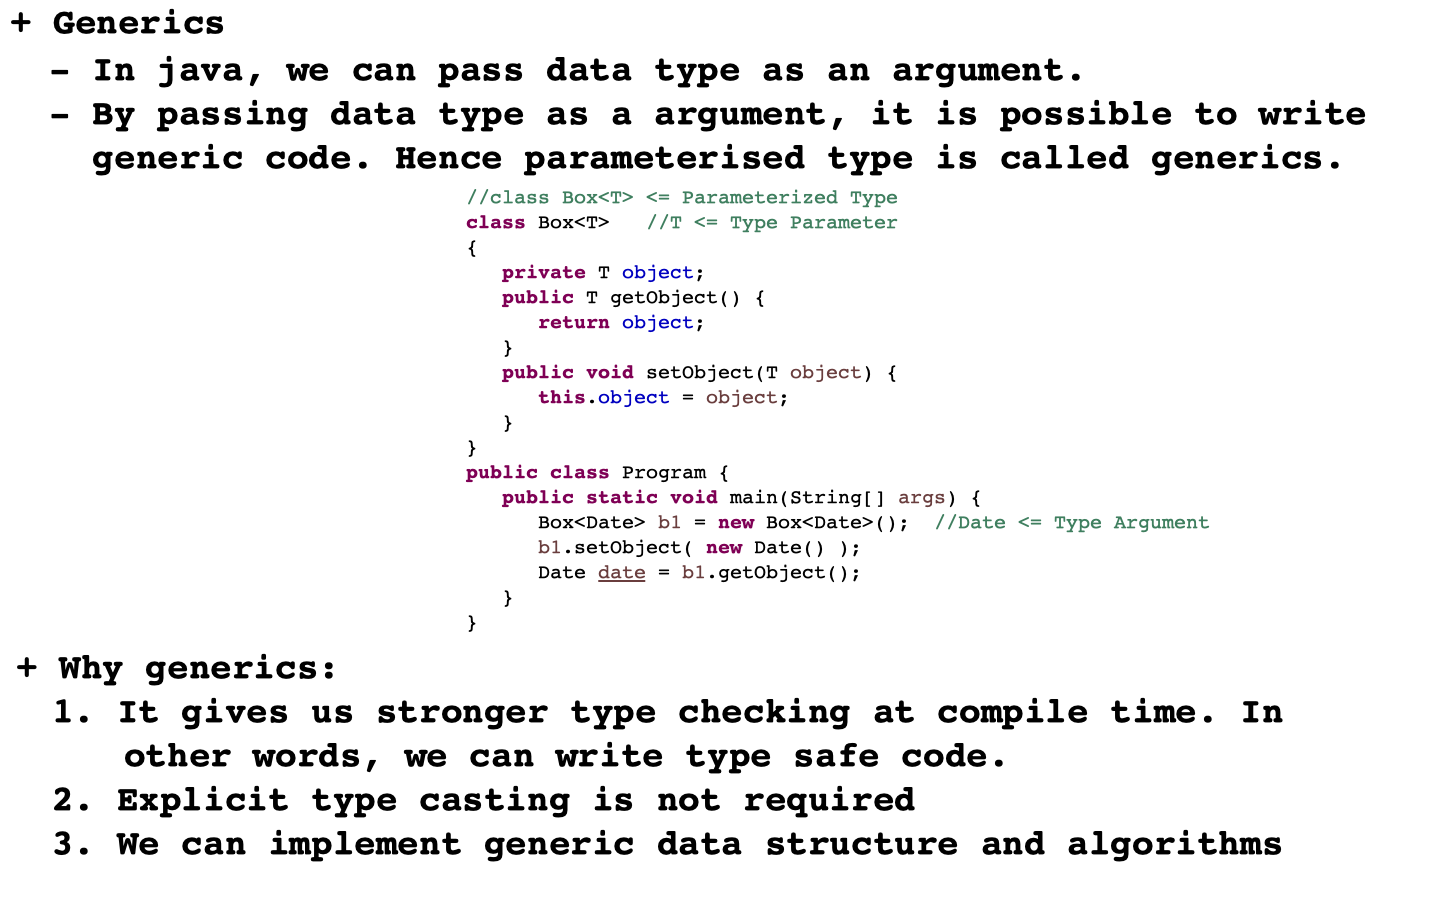 + Generics
- In java, we can pass data type as an argument.
- By passing data type as a argument, it is possible to write
generic code. Hence parameterised type is called generics.
//class Box<T> <= Parameterized Type
class Box<T>   //T <= Type Parameter
{
   private T object;
   public T getObject() {
      return object;
   }
   public void setObject(T object) {
      this.object = object;
   }
}
public class Program {
   public static void main(String[] args) {
      Box<Date> b1 = new Box<Date>();  //Date <= Type Argument
      b1.setObject( new Date() );
      Date date = b1.getObject();
   }
}
+ Why generics:
1. It gives us stronger type checking at compile time. In
other words, we can write type safe code.
2. Explicit type casting is not required
3. We can implement generic data structure and algorithms